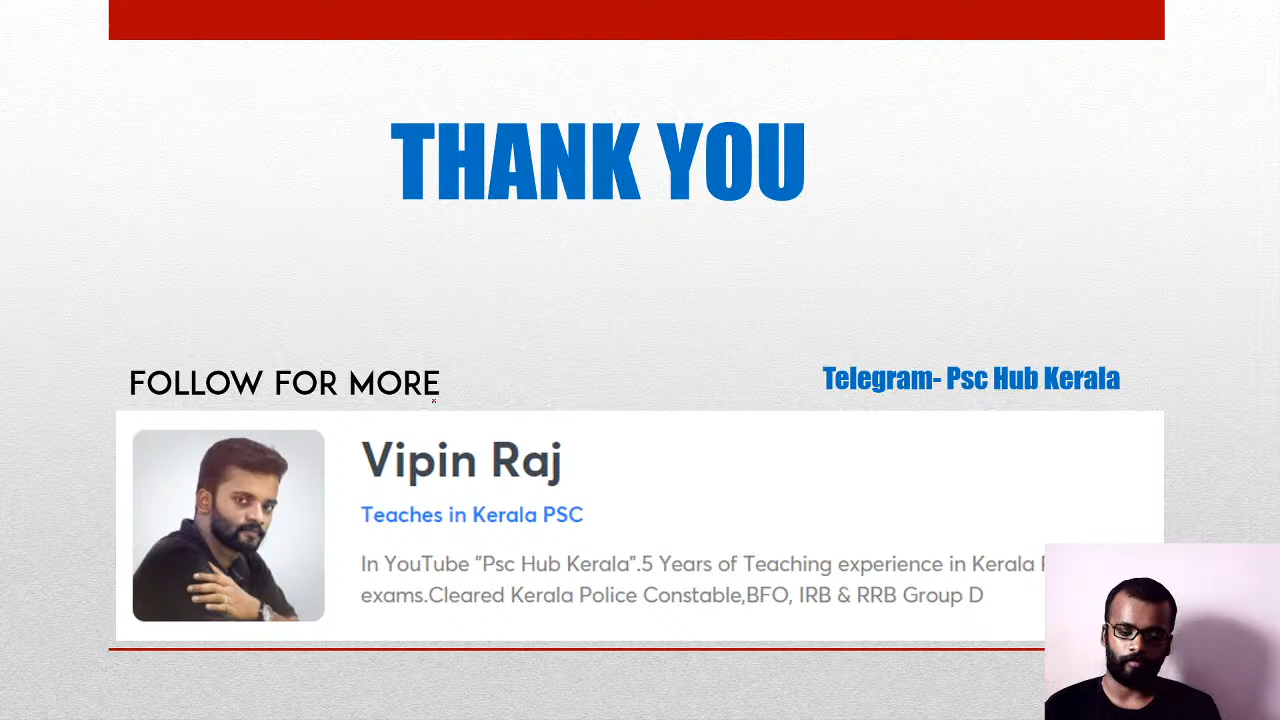 THANK YOU
FOLLOW FOR MORE
Telegram- Psc Hub Kerala
Vipin Raj
Teaches in Kerala PSC
In YouTube "Psc Hub Kerala".5 Years of Teaching experience in Kerala
exams.Cleared Kerala Police Constable,BFO, IRB & RRB Group D